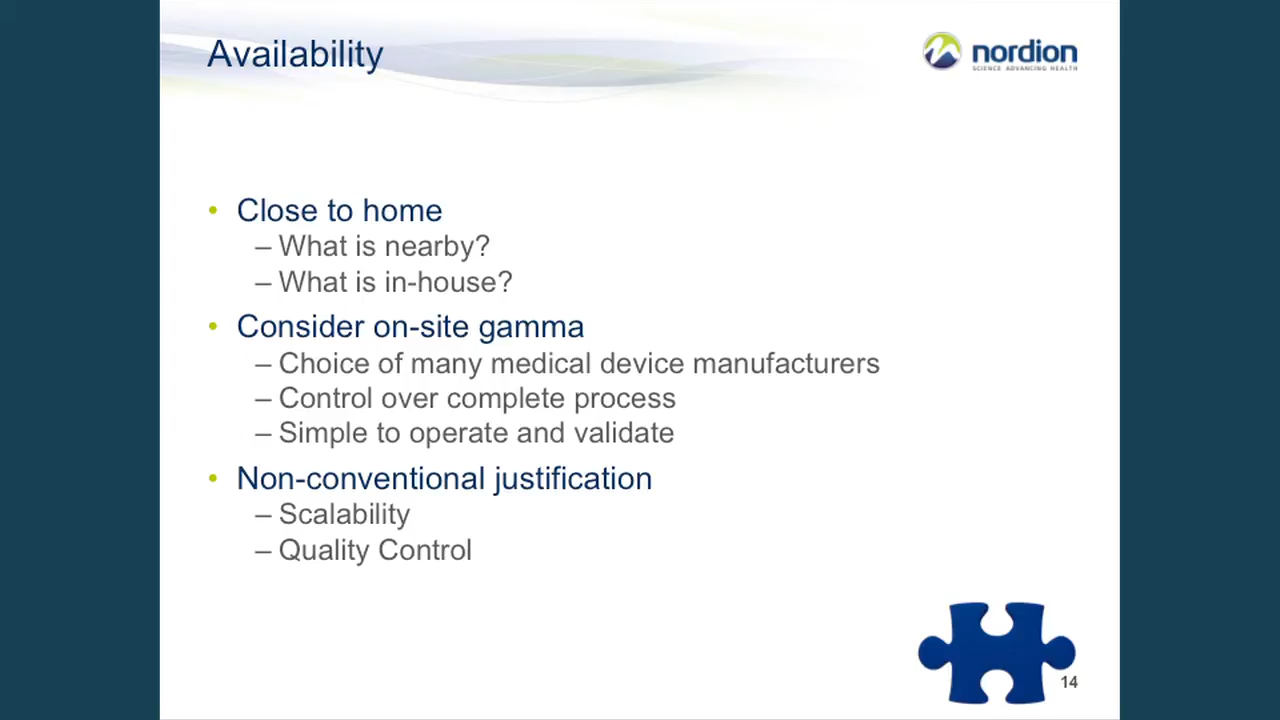 Availability
nordion
SCIENCE ADVANCING HEALTH
• Close to home
– What is nearby?
– What is in-house?
• Consider on-site gamma
– Choice of many medical device manufacturers
– Control over complete process
– Simple to operate and validate
• Non-conventional justification
– Scalability
– Quality Control
14